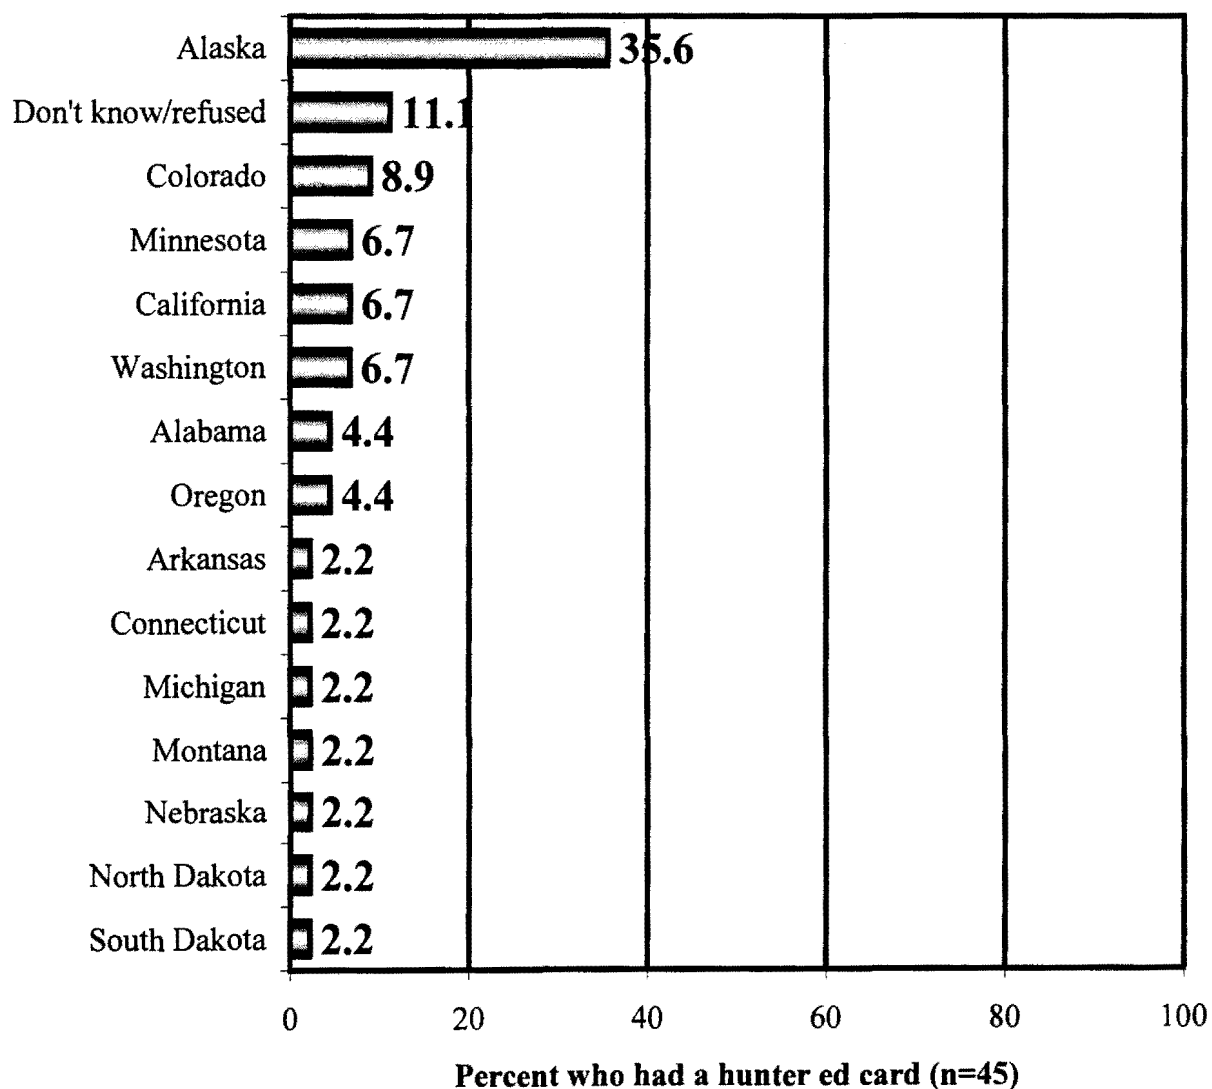 Alaska 35.6
Don't know/refused 11.1
Colorado 8.9
Minnesota 6.7
California 6.7
Washington 6.7
Alabama 4.4
Oregon 4.4
Arkansas 2.2
Connecticut 2.2
Michigan 2.2
Montana 2.2
Nebraska 2.2
North Dakota 2.2
South Dakota 2.2
0 20 40 60 80 100
Percent who had a hunter ed card (n=45)